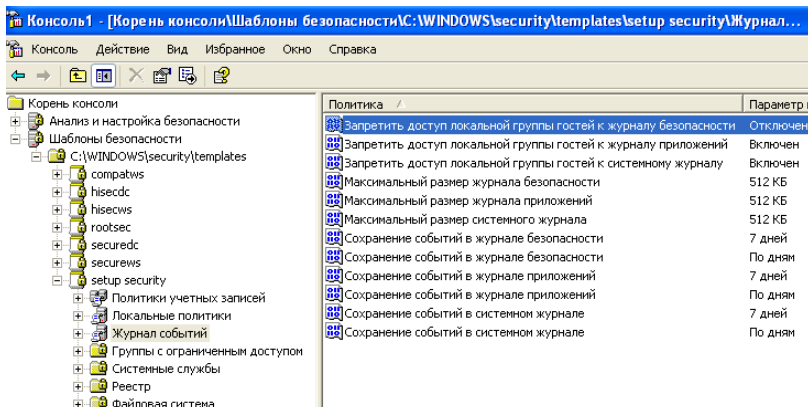 Консоль1 - [Корень консоли\Шаблоны безопасности\C:\WINDOWS\security\templates\setup security\Журнал...
Консоль Действие Вид Избранное Окно Справка
Корень консоли
Анализ и настройка безопасности
Шаблоны безопасности
C:\WINDOWS\security\templates
compatws
hisecdc
hisecws
rootsec
securedc
securews
setup security
Политики учетных записей
Локальные политики
Журнал событий
Группы с ограниченным доступом
Системные службы
Реестр
Файловая система
Политика Параметр
Запретить доступ локальной группы гостей к журналу безопасности Отключен
Запретить доступ локальной группы гостей к журналу приложений Включен
Запретить доступ локальной группы гостей к системному журналу Включен
Максимальный размер журнала безопасности 512 КБ
Максимальный размер журнала приложений 512 КБ
Максимальный размер системного журнала 512 КБ
Сохранение событий в журнале безопасности 7 дней
Сохранение событий в журнале безопасности По дням
Сохранение событий в журнале приложений 7 дней
Сохранение событий в журнале приложений По дням
Сохранение событий в системном журнале 7 дней
Сохранение событий в системном журнале По дням